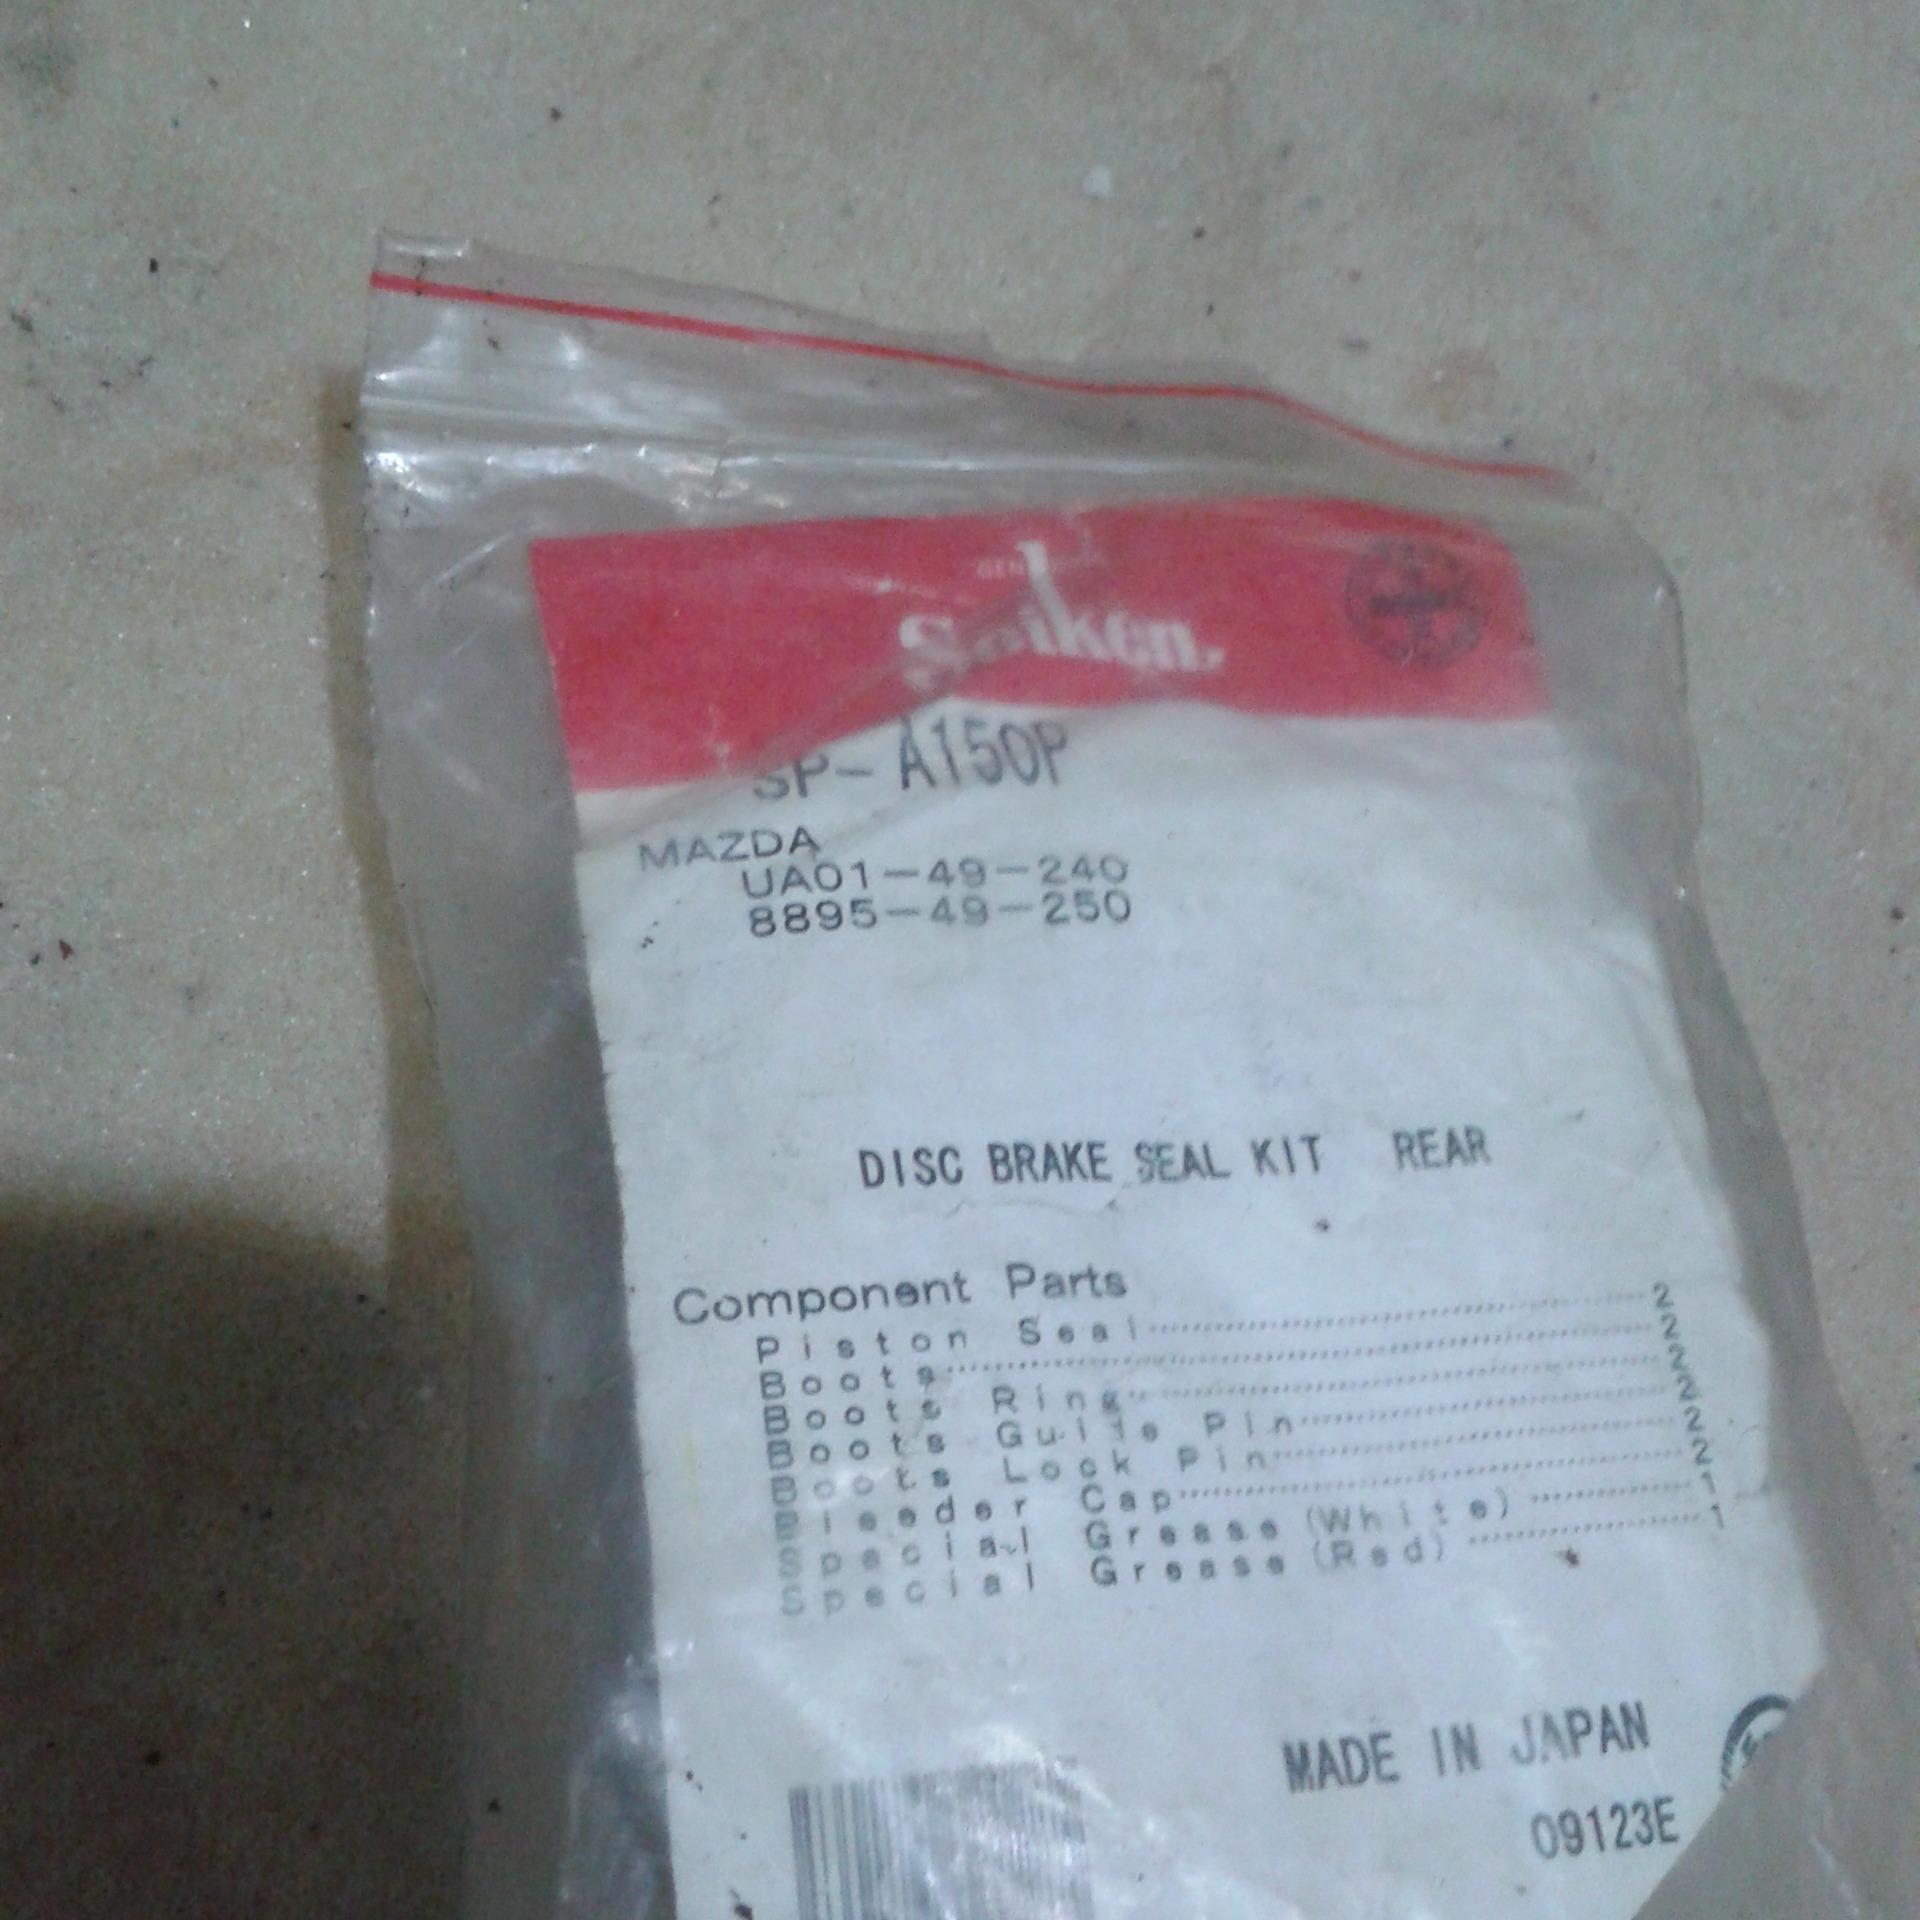 Seiken
SP-A150P
MAZDA
UA01-49-240
8895-49-250
DISC BRAKE SEAL KIT REAR
Component Parts
Piston Seal 2
Boots 2
Boots Ring 2
Boots Guide Pin 2
Boots Lock Pin 2
Bleeder Cap 2
Special Grease (White) 1
Special Grease (Red) 1
MADE IN JAPAN
09123E